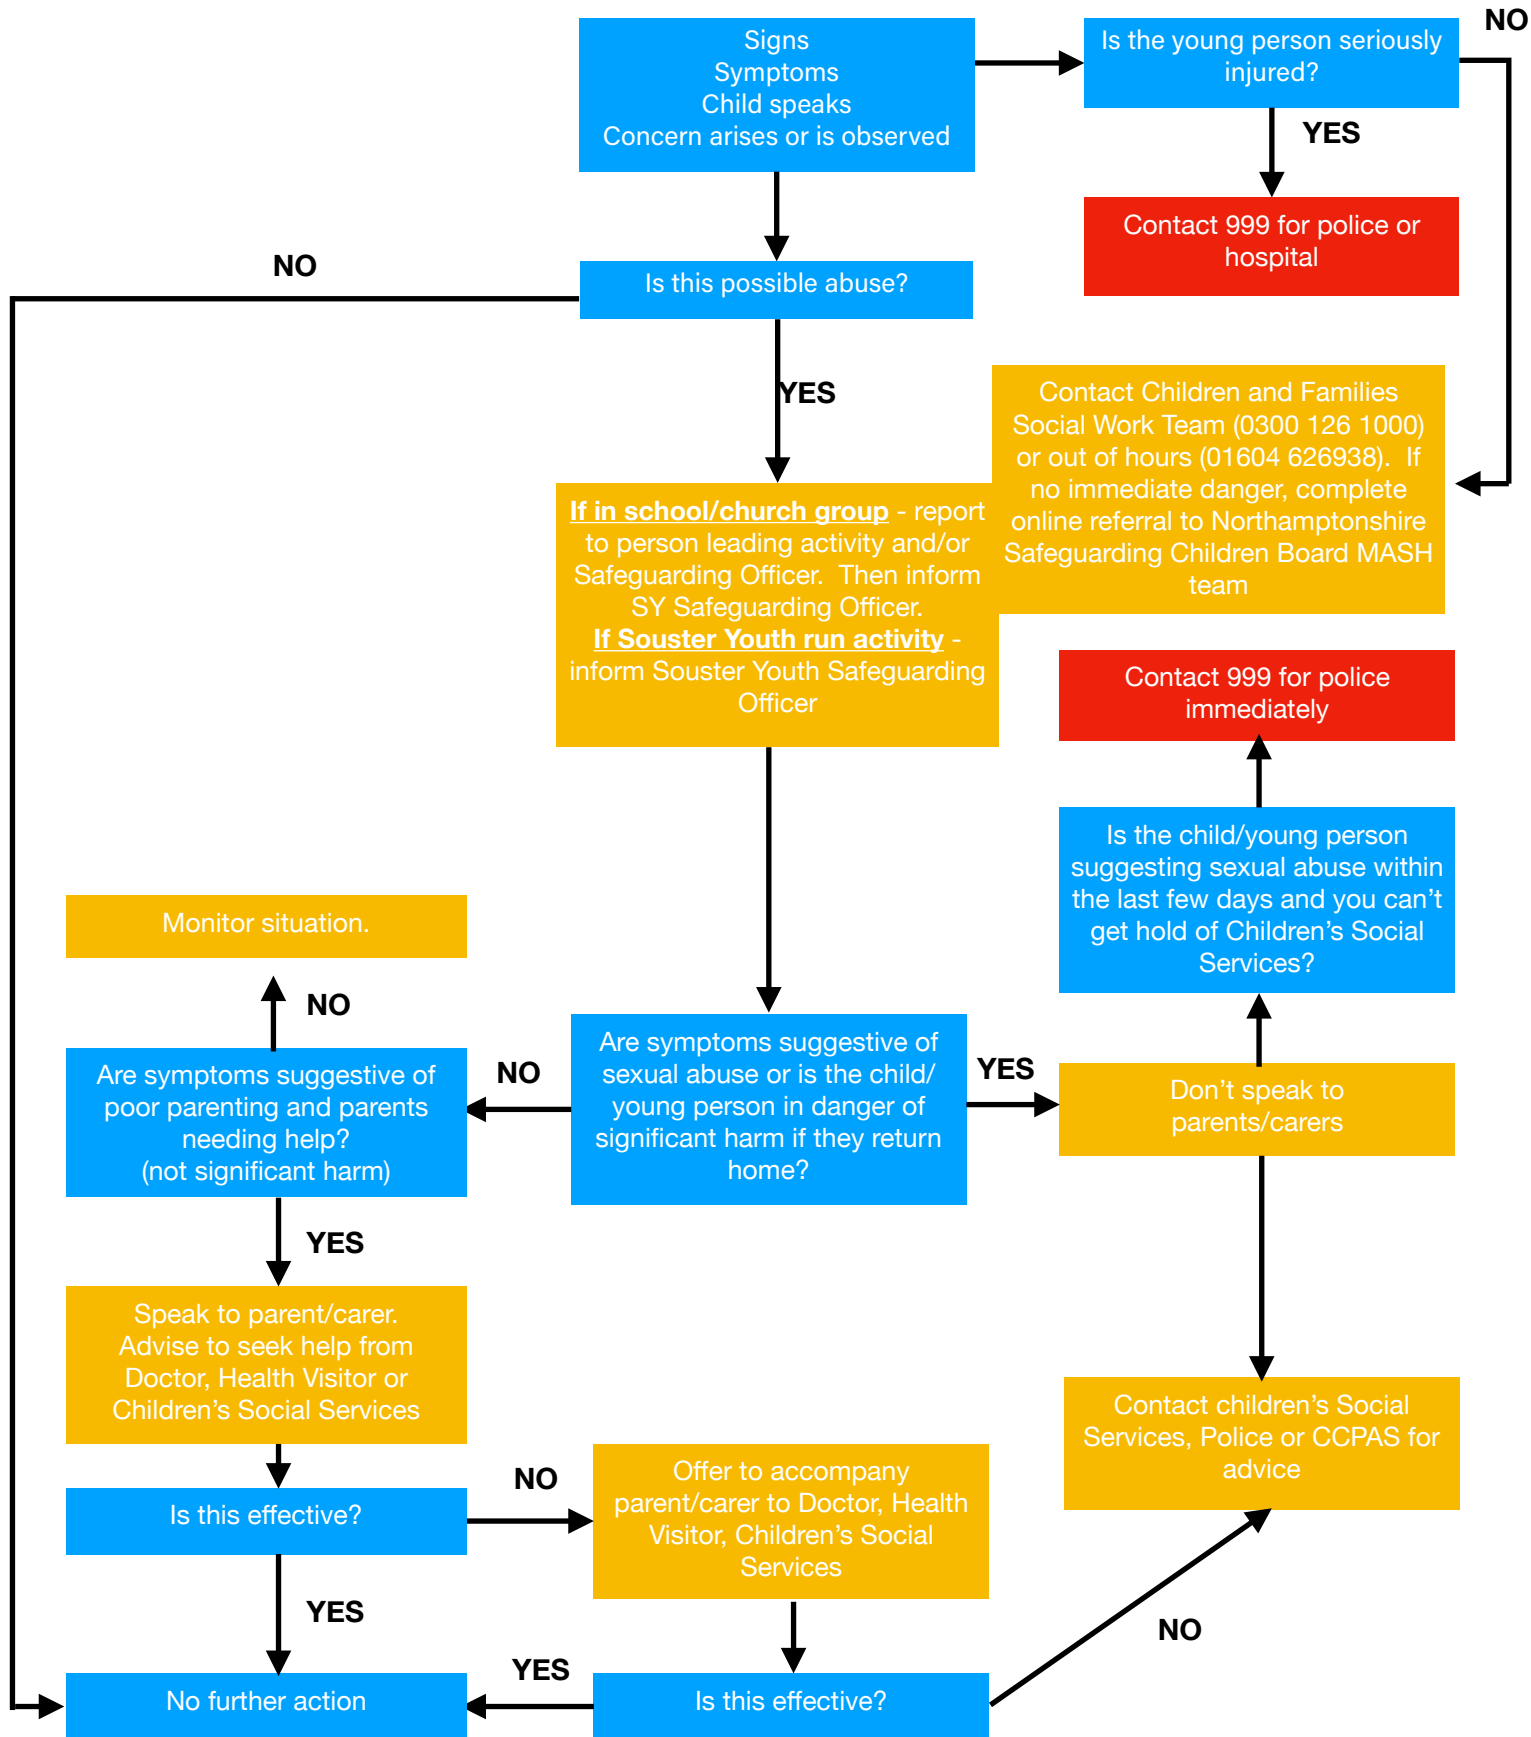 Signs
Symptoms
Child speaks
Concern arises or is observed
Is the young person seriously
injured?
NO
YES
Contact 999 for police or
hospital
NO
Is this possible abuse?
YES
Contact Children and Families
Social Work Team (0300 126 1000)
or out of hours (01604 626938).  If
no immediate danger, complete
online referral to Northamptonshire
Safeguarding Children Board MASH
team
If in school/church group - report
to person leading activity and/or
Safeguarding Officer.  Then inform
SY Safeguarding Officer.
If Souster Youth run activity -
inform Souster Youth Safeguarding
Officer
Contact 999 for police
immediately
Is the child/young person
suggesting sexual abuse within
the last few days and you can’t
get hold of Children’s Social
Services?
Monitor situation.
NO
Are symptoms suggestive of
poor parenting and parents
needing help?
(not significant harm)
NO
Are symptoms suggestive of
sexual abuse or is the child/
young person in danger of
significant harm if they return
home?
YES
Don’t speak to
parents/carers
YES
Speak to parent/carer.
Advise to seek help from
Doctor, Health Visitor or
Children’s Social Services
Contact children’s Social
Services, Police or CCPAS for
advice
Is this effective?
NO
Offer to accompany
parent/carer to Doctor, Health
Visitor, Children’s Social
Services
YES
NO
No further action
YES
Is this effective?